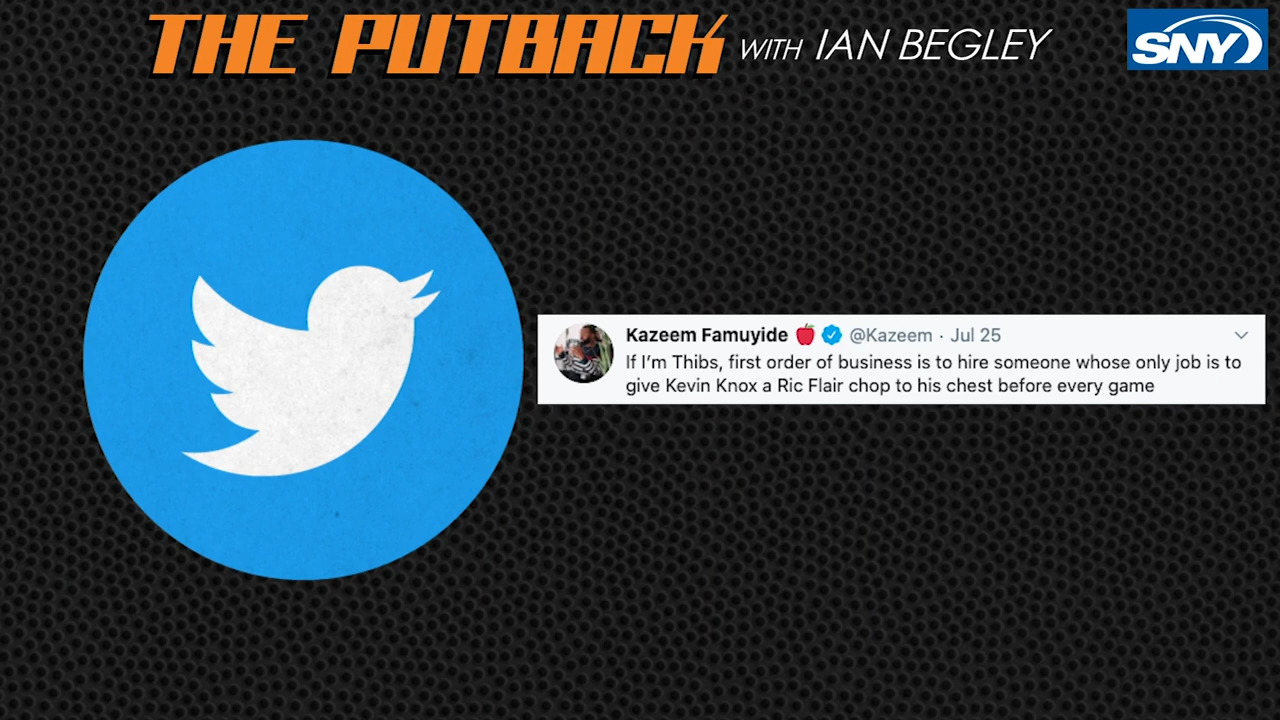 THE PUTBACK WITH IAN BEGLEY
SNY
Kazeem Famuyide 🍎 @Kazeem · Jul 25
If I'm Thibs, first order of business is to hire someone whose only job is to
give Kevin Knox a Ric Flair chop to his chest before every game